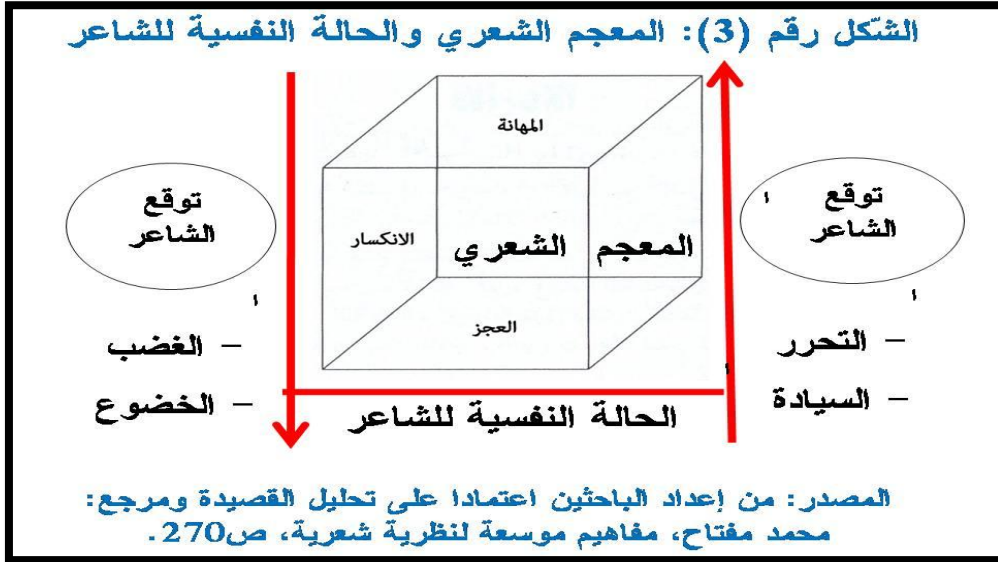 الشّكل رقم (3): المعجم الشعري والحالة النفسية للشاعر
المهانة
توقع
الشاعر
توقع
الشاعر
المعجم الشعري
الانكسار
العجز
– التحرر
– السيادة
– الغضب
– الخضوع
الحالة النفسية للشاعر
المصدر: من إعداد الباحثين اعتمادا على تحليل القصيدة ومرجع:
محمد مفتاح، مفاهيم موسعة لنظرية شعرية، ص270.